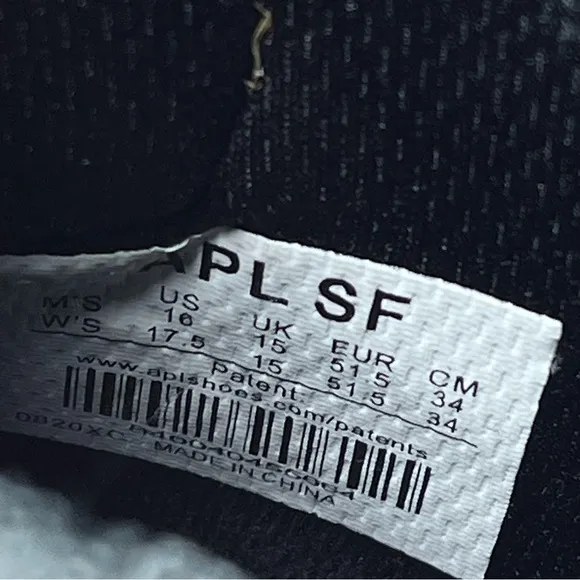 APL SF
US UK EUR CM
M'S 16 15 51.5 34
W'S 17.5 15 51.5 34
Patent:
www.aplshoes.com/patents
MADE IN CHINA